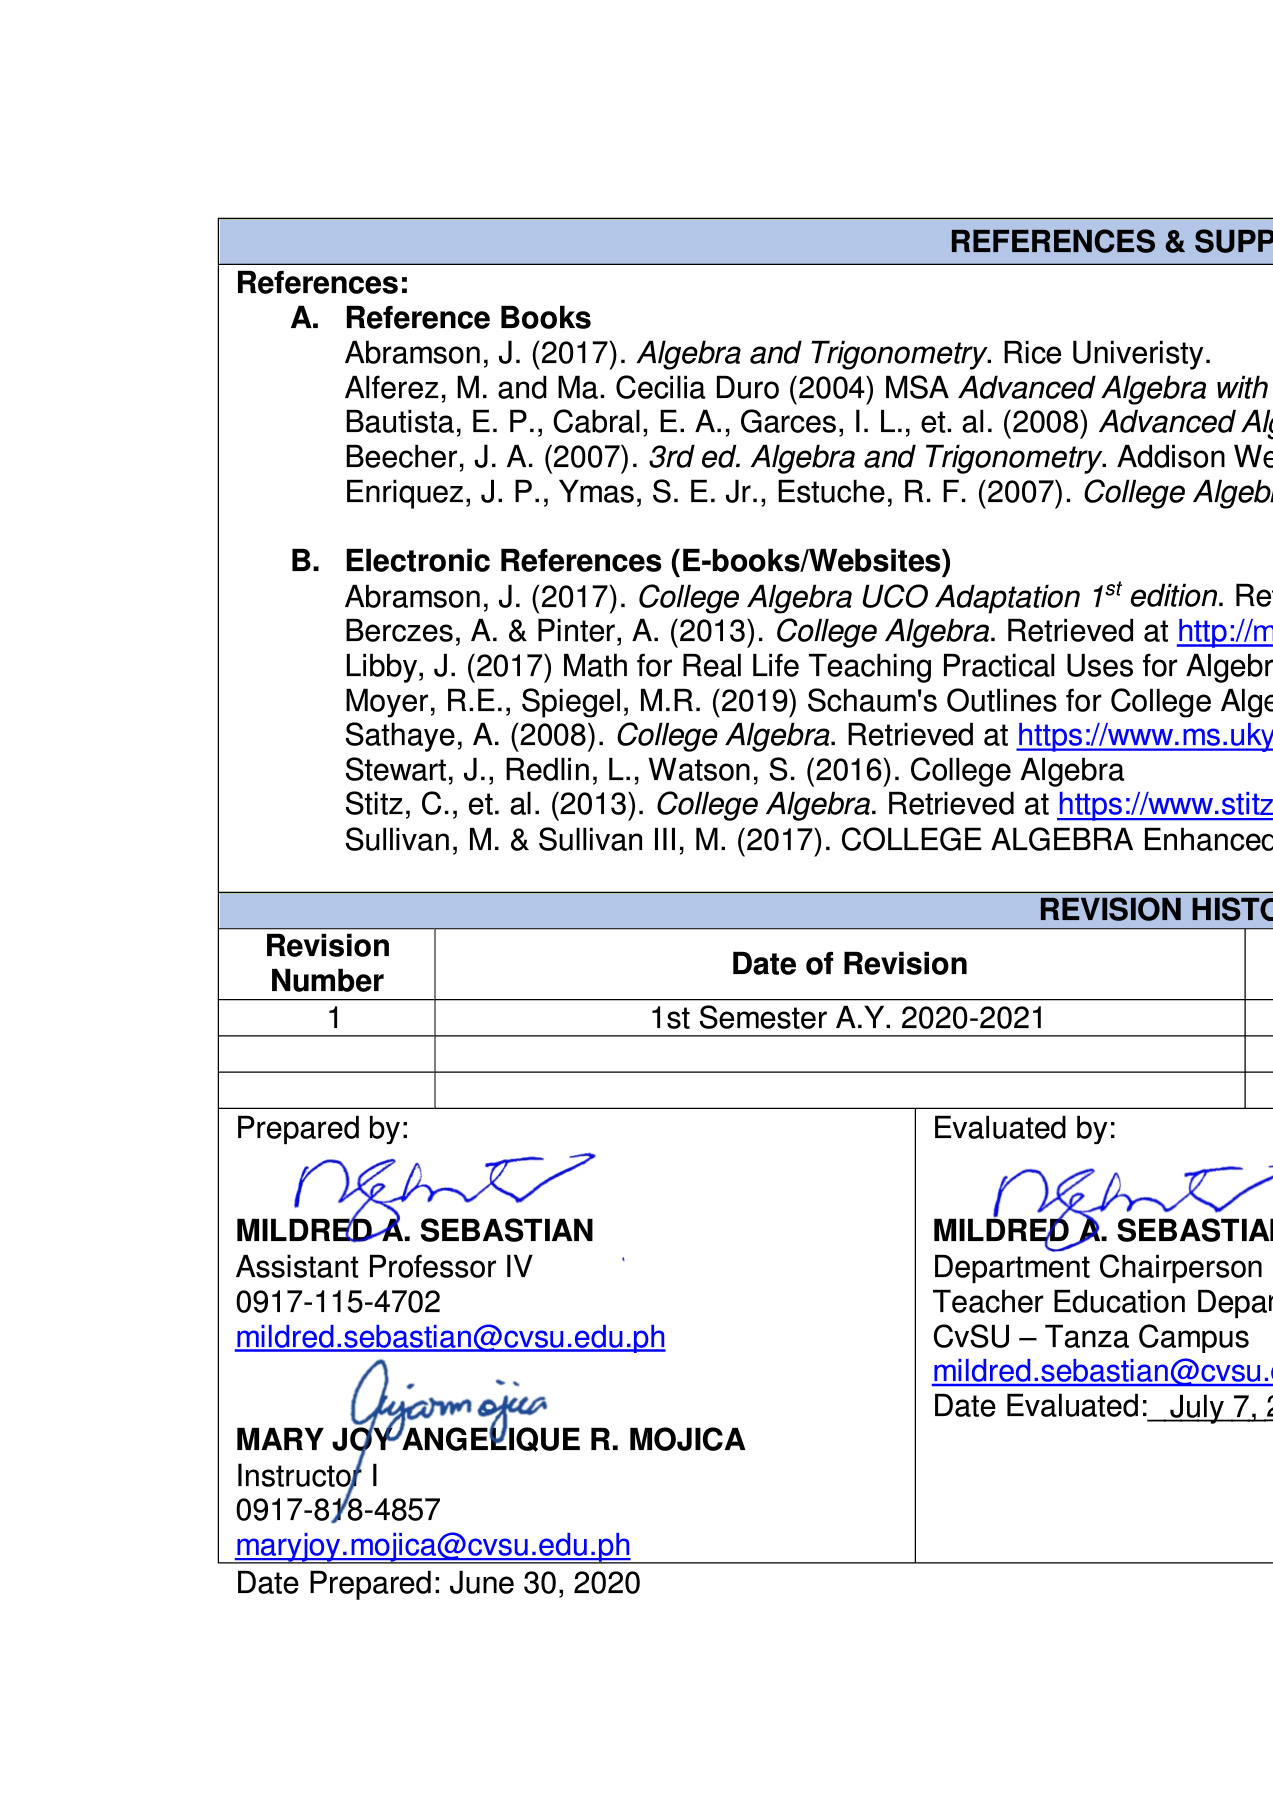 REFERENCES & SUPP
References:
A. Reference Books
Abramson, J. (2017). Algebra and Trigonometry. Rice Univeristy.
Alferez, M. and Ma. Cecilia Duro (2004) MSA Advanced Algebra with
Bautista, E. P., Cabral, E. A., Garces, I. L., et. al. (2008) Advanced Alg
Beecher, J. A. (2007). 3rd ed. Algebra and Trigonometry. Addison We
Enriquez, J. P., Ymas, S. E. Jr., Estuche, R. F. (2007). College Algeb
B. Electronic References (E-books/Websites)
Abramson, J. (2017). College Algebra UCO Adaptation 1st edition. Ret
Berczes, A. & Pinter, A. (2013). College Algebra. Retrieved at http://m
Libby, J. (2017) Math for Real Life Teaching Practical Uses for Algebr
Moyer, R.E., Spiegel, M.R. (2019) Schaum's Outlines for College Alge
Sathaye, A. (2008). College Algebra. Retrieved at https://www.ms.uky
Stewart, J., Redlin, L., Watson, S. (2016). College Algebra
Stitz, C., et. al. (2013). College Algebra. Retrieved at https://www.stitz
Sullivan, M. & Sullivan III, M. (2017). COLLEGE ALGEBRA Enhanced
REVISION HISTO
Revision
Number
Date of Revision
1
1st Semester A.Y. 2020-2021
Prepared by:
MILDRED A. SEBASTIAN
Assistant Professor IV
0917-115-4702
mildred.sebastian@cvsu.edu.ph
MARY JOY ANGELIQUE R. MOJICA
Instructor I
0917-818-4857
maryjoy.mojica@cvsu.edu.ph
Date Prepared: June 30, 2020
Evaluated by:
MILDRED A. SEBASTIAN
Department Chairperson
Teacher Education Depar
CvSU – Tanza Campus
mildred.sebastian@cvsu.e
Date Evaluated: July 7, 2